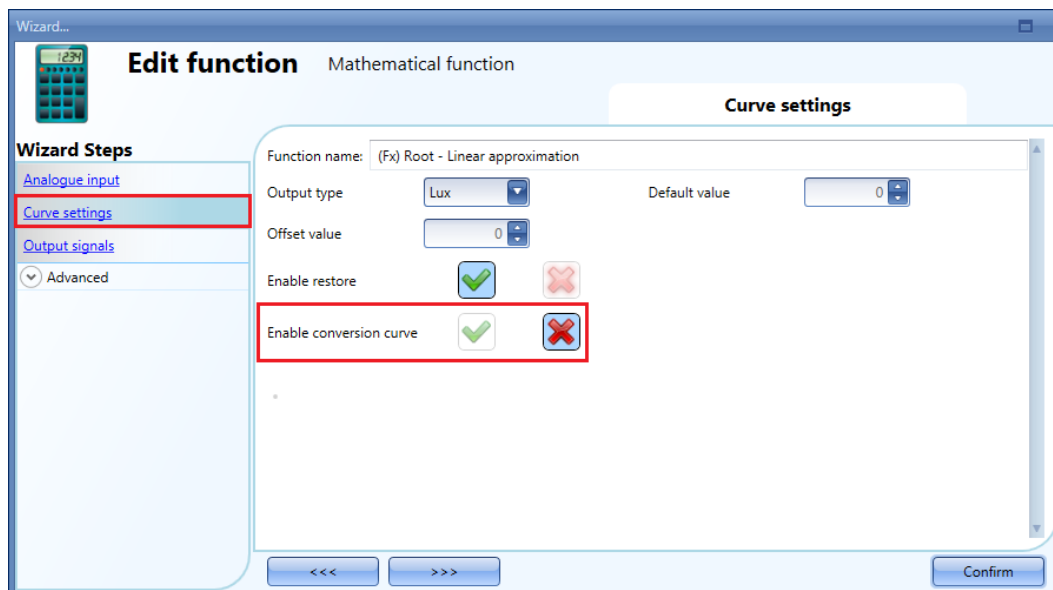 Wizard...
1234
Edit function Mathematical function
Curve settings
Wizard Steps
Analogue input
Curve settings
Output signals
Advanced
Function name: (Fx) Root - Linear approximation
Output type Lux Default value 0
Offset value 0
Enable restore
Enable conversion curve
<<< >>> Confirm